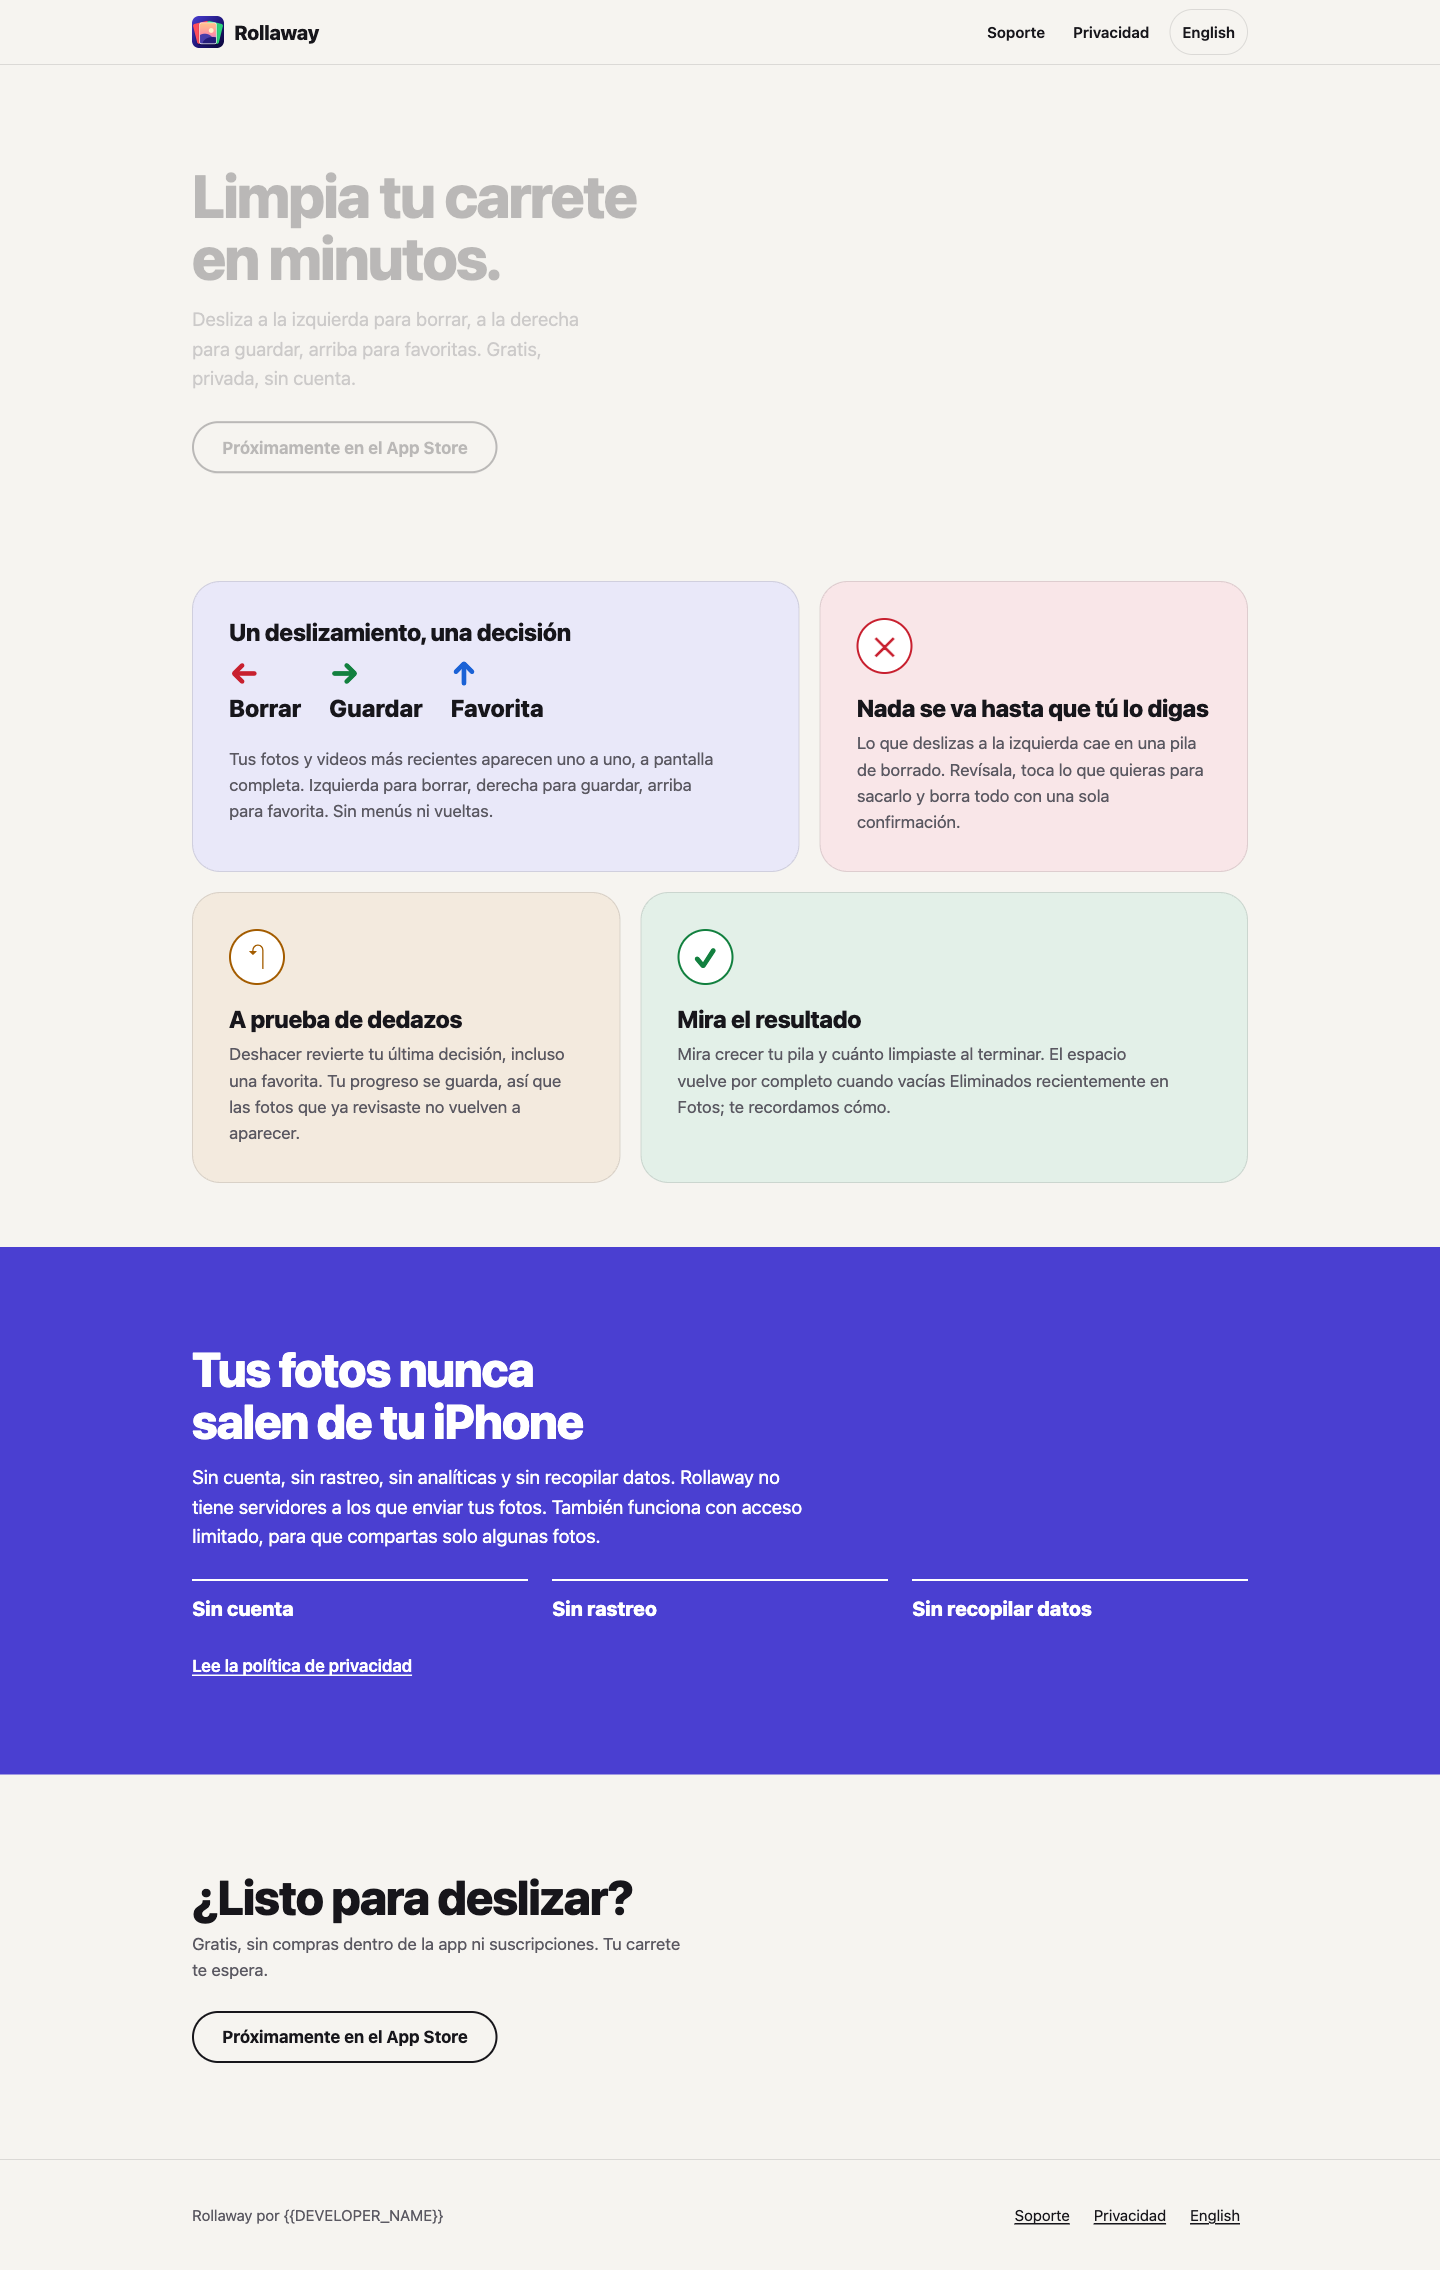 Rollaway
Soporte
Privacidad
English
Limpia tu carrete
en minutos.
Desliza a la izquierda para borrar, a la derecha
para guardar, arriba para favoritas. Gratis,
privada, sin cuenta.
Próximamente en el App Store
Un deslizamiento, una decisión
Borrar
Guardar
Favorita
Tus fotos y videos más recientes aparecen uno a uno, a pantalla
completa. Izquierda para borrar, derecha para guardar, arriba
para favorita. Sin menús ni vueltas.
Nada se va hasta que tú lo digas
Lo que deslizas a la izquierda cae en una pila
de borrado. Revísala, toca lo que quieras para
sacarlo y borra todo con una sola
confirmación.
A prueba de dedazos
Deshacer revierte tu última decisión, incluso
una favorita. Tu progreso se guarda, así que
las fotos que ya revisaste no vuelven a
aparecer.
Mira el resultado
Mira crecer tu pila y cuánto limpiaste al terminar. El espacio
vuelve por completo cuando vacías Eliminados recientemente en
Fotos; te recordamos cómo.
Tus fotos nunca
salen de tu iPhone
Sin cuenta, sin rastreo, sin analíticas y sin recopilar datos. Rollaway no
tiene servidores a los que enviar tus fotos. También funciona con acceso
limitado, para que compartas solo algunas fotos.
Sin cuenta
Sin rastreo
Sin recopilar datos
Lee la política de privacidad
¿Listo para deslizar?
Gratis, sin compras dentro de la app ni suscripciones. Tu carrete
te espera.
Próximamente en el App Store
Rollaway por {{DEVELOPER_NAME}}
Soporte
Privacidad
English